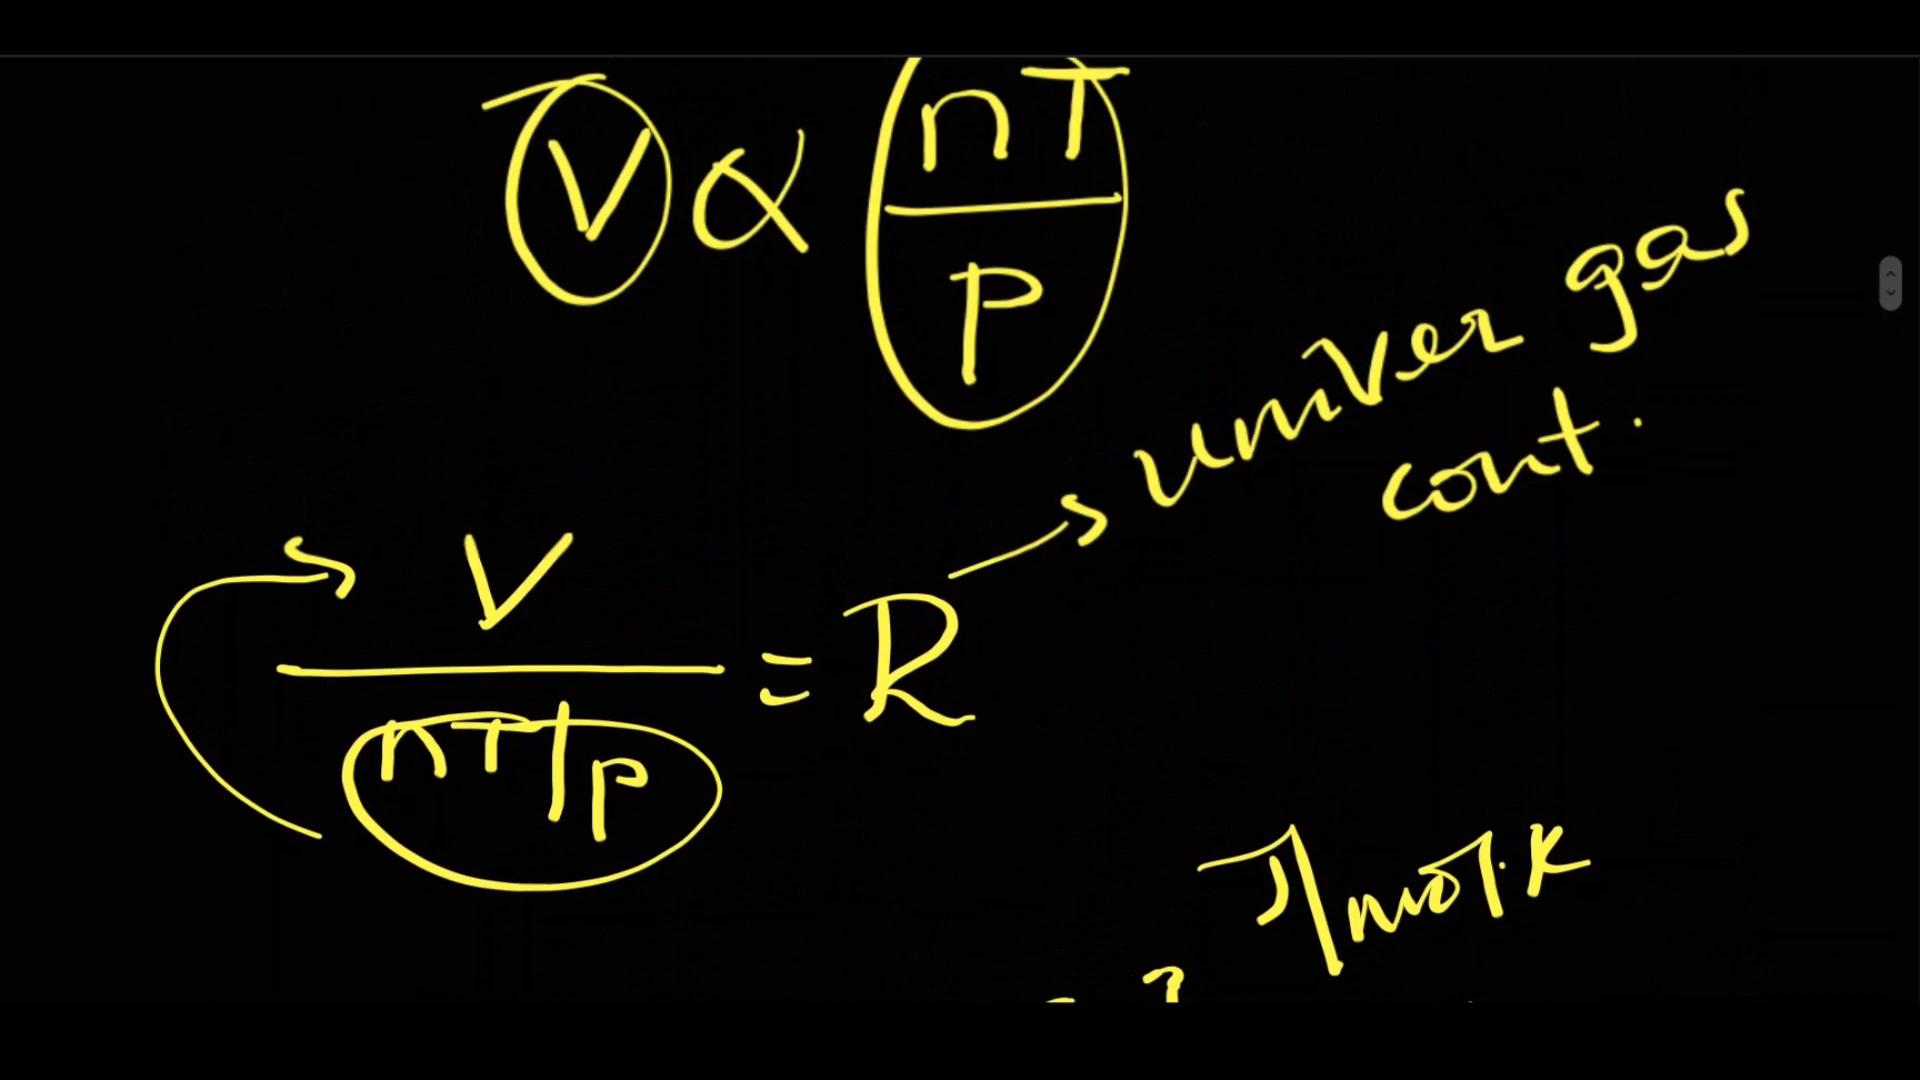 V ∝ nT
P
univer gas
cont.
V
nT/P = R
J/mol.K